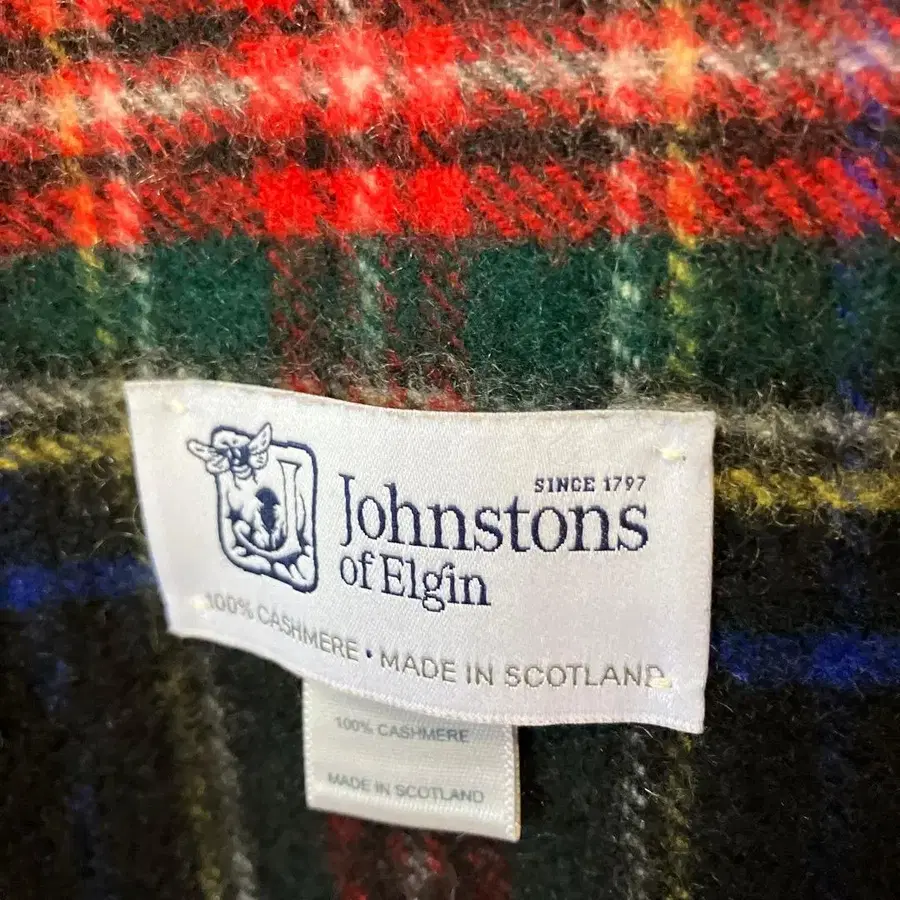 SINCE 1797
Johnstons
of Elgin
100% CASHMERE • MADE IN SCOTLAND
100% CASHMERE
MADE IN SCOTLAND